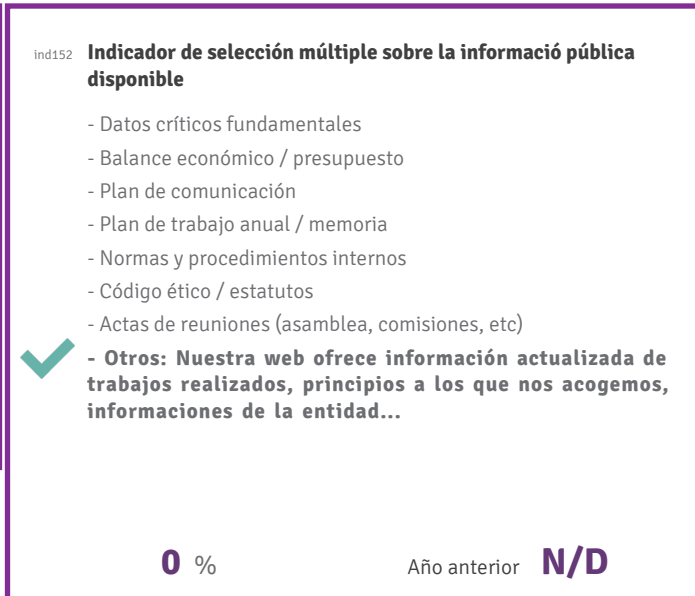 ind152 Indicador de selección múltiple sobre la informació pública
disponible
- Datos críticos fundamentales
- Balance económico / presupuesto
- Plan de comunicación
- Plan de trabajo anual / memoria
- Normas y procedimientos internos
- Código ético / estatutos
- Actas de reuniones (asamblea, comisiones, etc)
- Otros: Nuestra web ofrece información actualizada de
trabajos realizados, principios a los que nos acogemos,
informaciones de la entidad...
0 % Año anterior N/D